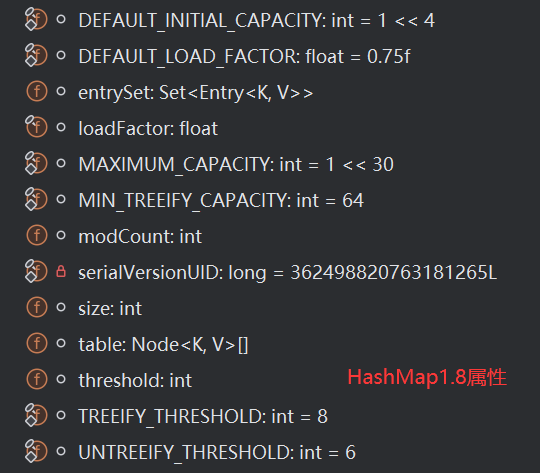 DEFAULT_INITIAL_CAPACITY: int = 1 << 4
DEFAULT_LOAD_FACTOR: float = 0.75f
entrySet: Set<Entry<K, V>>
loadFactor: float
MAXIMUM_CAPACITY: int = 1 << 30
MIN_TREEIFY_CAPACITY: int = 64
modCount: int
serialVersionUID: long = 362498820763181265L
size: int
table: Node<K, V>[]
threshold: int
HashMap1.8属性
TREEIFY_THRESHOLD: int = 8
UNTREEIFY_THRESHOLD: int = 6